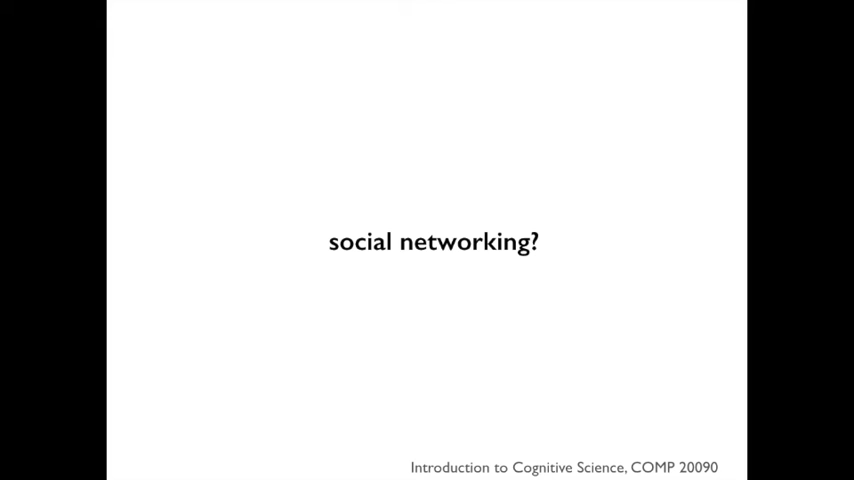 social networking?
Introduction to Cognitive Science, COMP 20090